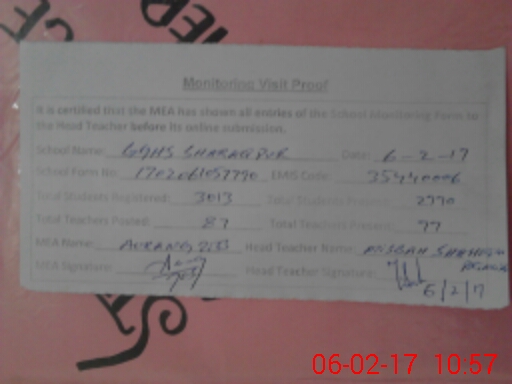 Monitoring Visit Proof
It is certified that the MEA has shown all entries of the School Monitoring Form to
the Head Teacher before its online submission.
School Name: GGHS SHARAQPUR Date: 6-2-17
School Form No: EMIS Code: 35440006
Total Students Registered: 3013 Total Students Present: 2770
Total Teachers Posted: 87 Total Teachers Present: 77
MEA Name: Head Teacher Name: SHAHEEN
MEA Signature: Head Teacher Signature:
6/2/17
06-02-17 10:57